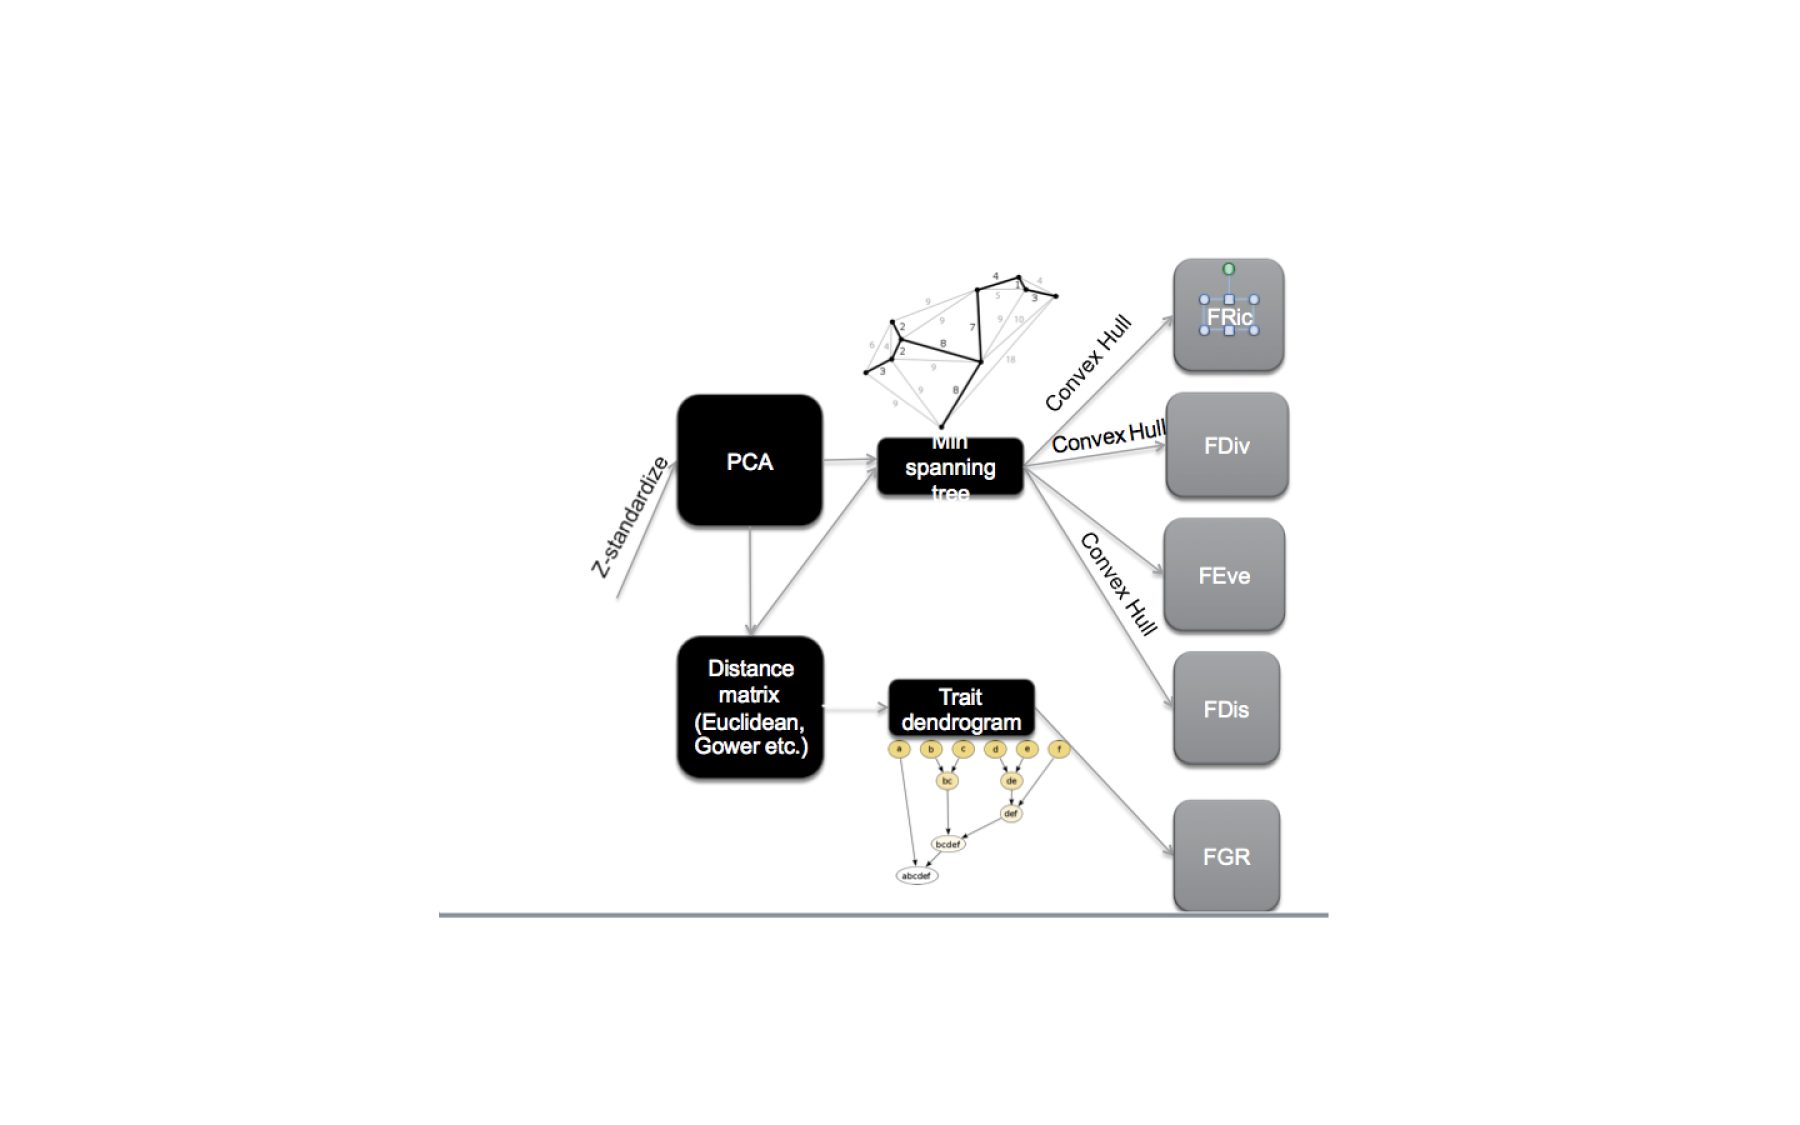 Z-standardize
PCA
Distance
matrix
(Euclidean,
Gower etc.)
9
9
6
4
2
2
3
9
9
9
8
8
7
4
1
4
5
3
9
10
18
Min
spanning
tree
Trait
dendrogram
a
b
c
d
e
f
bc
de
def
bcdef
abcdef
Convex Hull
Convex Hull
Convex Hull
FRic
FDiv
FEve
FDis
FGR